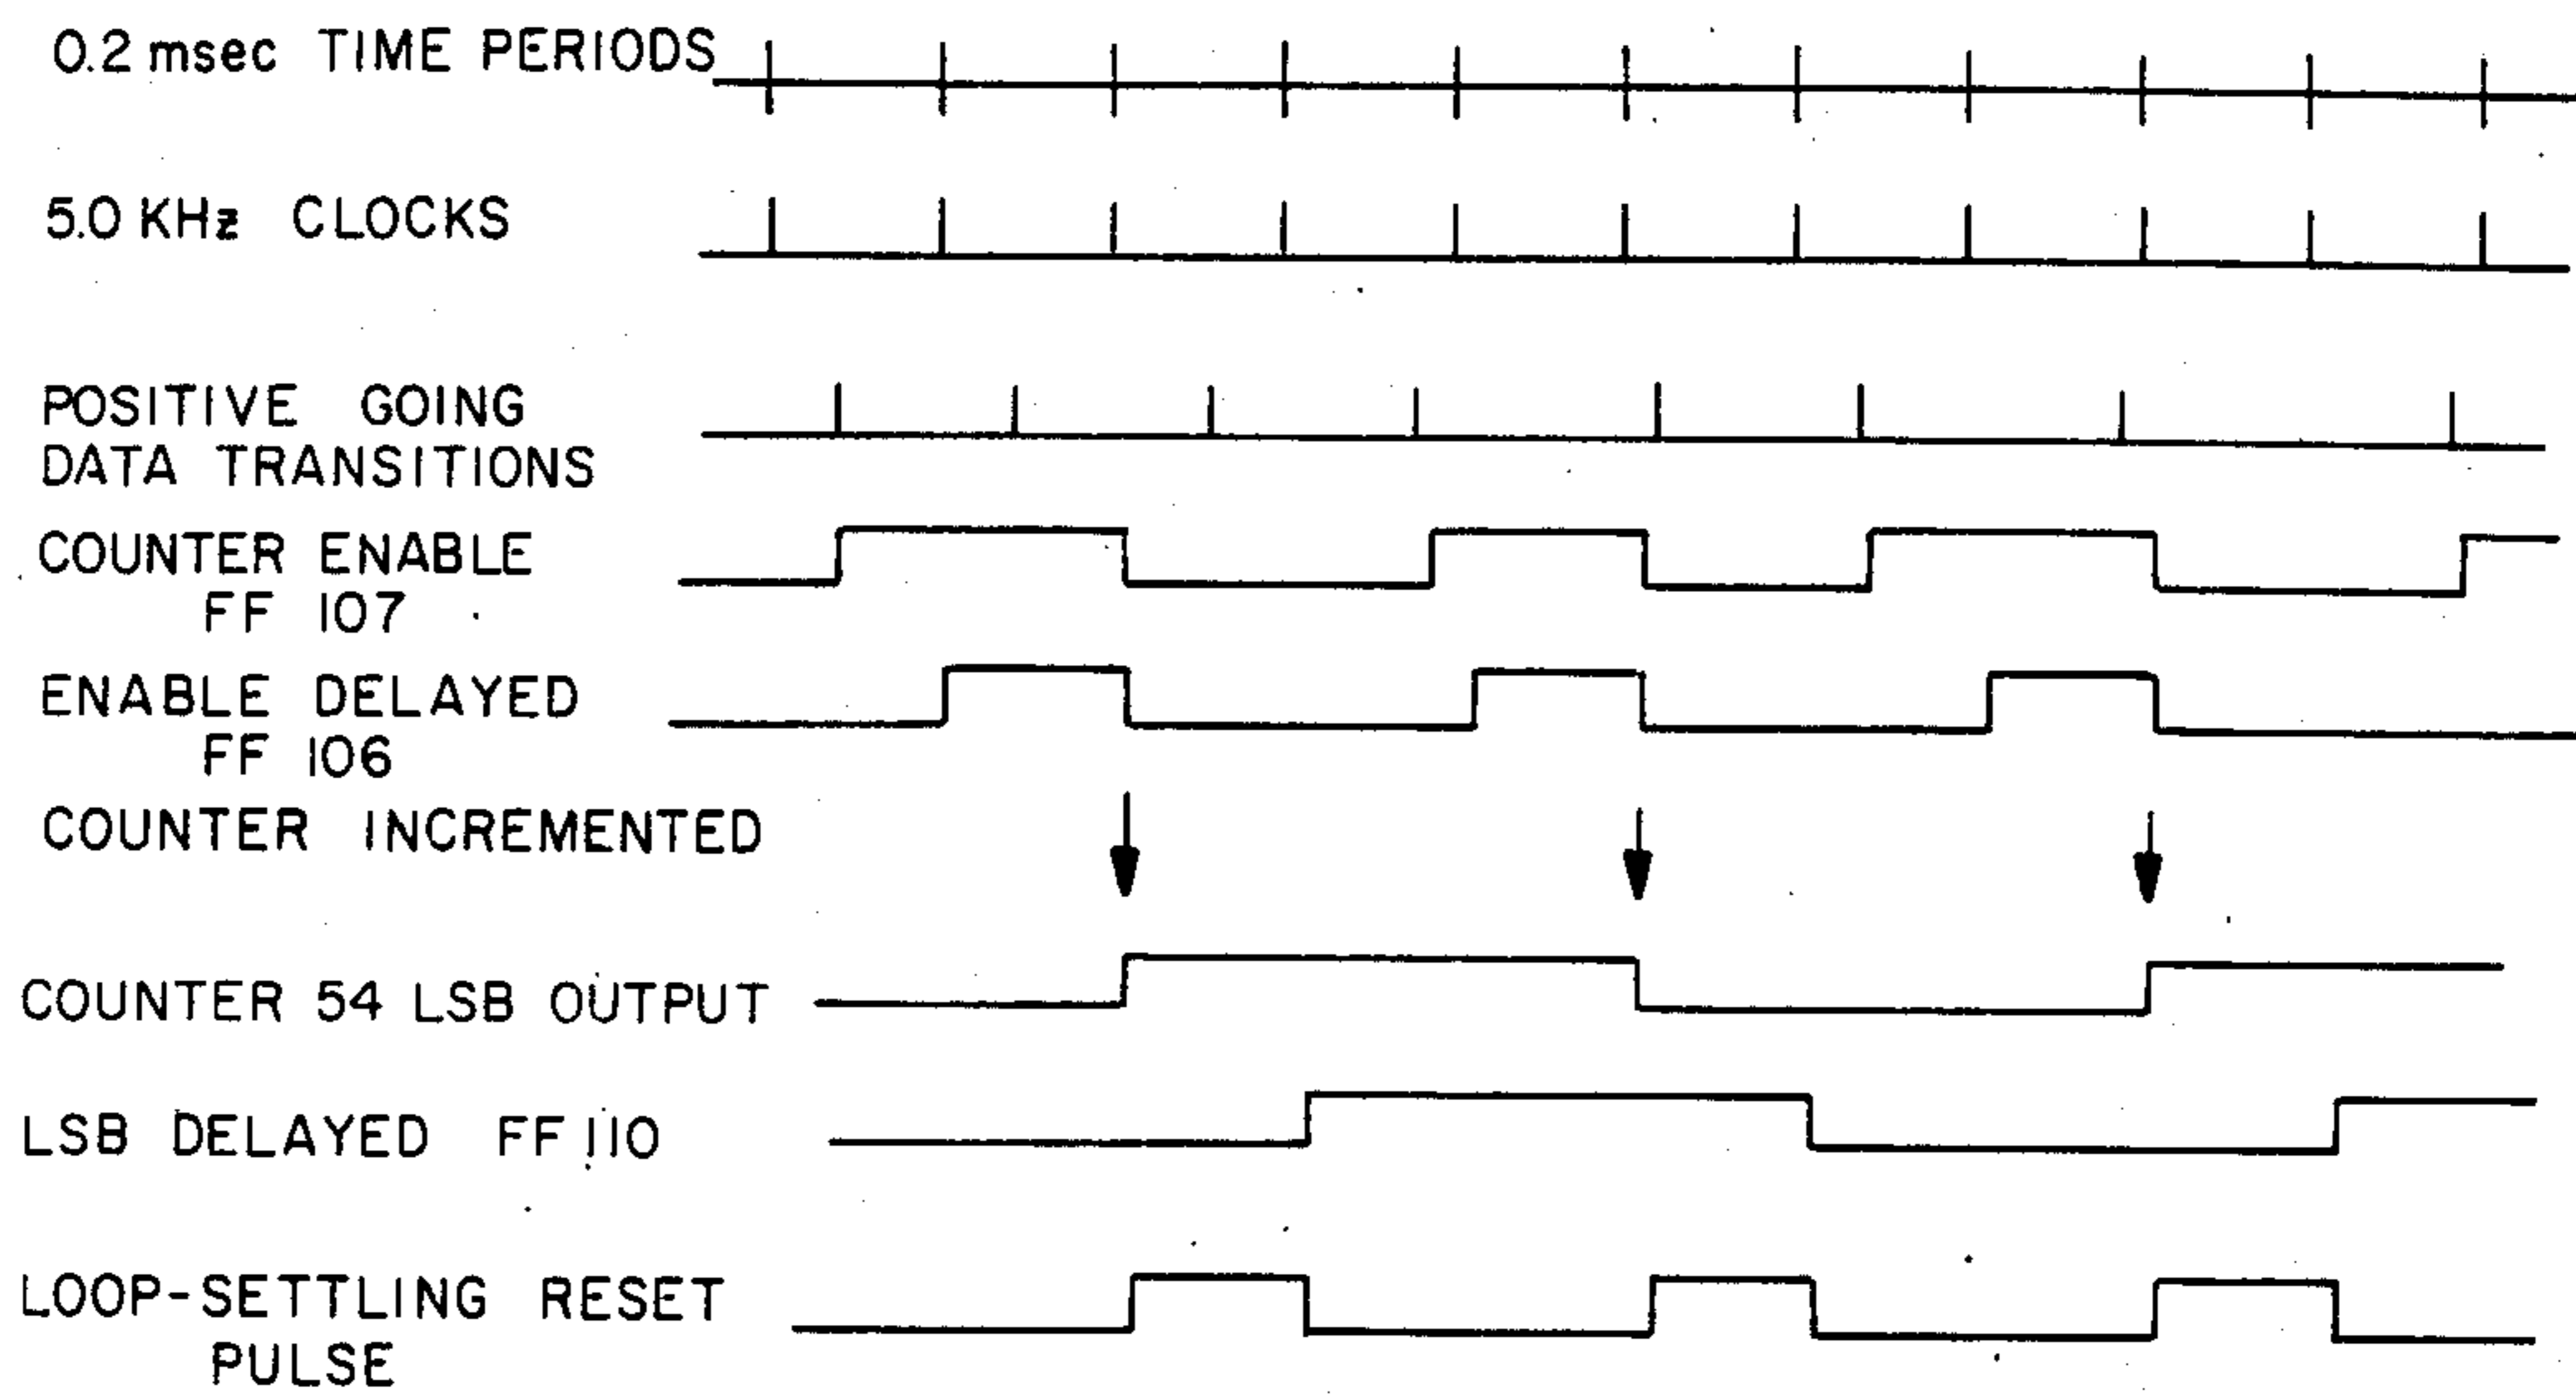 0.2 msec TIME PERIODS
5.0 KHz CLOCKS
POSITIVE GOING
DATA TRANSITIONS
COUNTER ENABLE
FF 107
ENABLE DELAYED
FF 106
COUNTER INCREMENTED
COUNTER 54 LSB OUTPUT
LSB DELAYED FF 110
LOOP-SETTLING RESET
PULSE